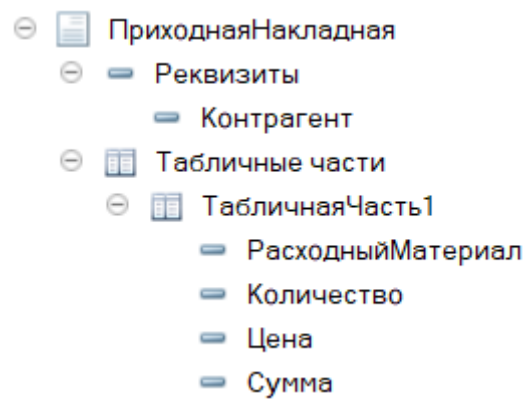 ПриходнаяНакладная
Реквизиты
Контрагент
Табличные части
ТабличнаяЧасть1
РасходныйМатериал
Количество
Цена
Сумма